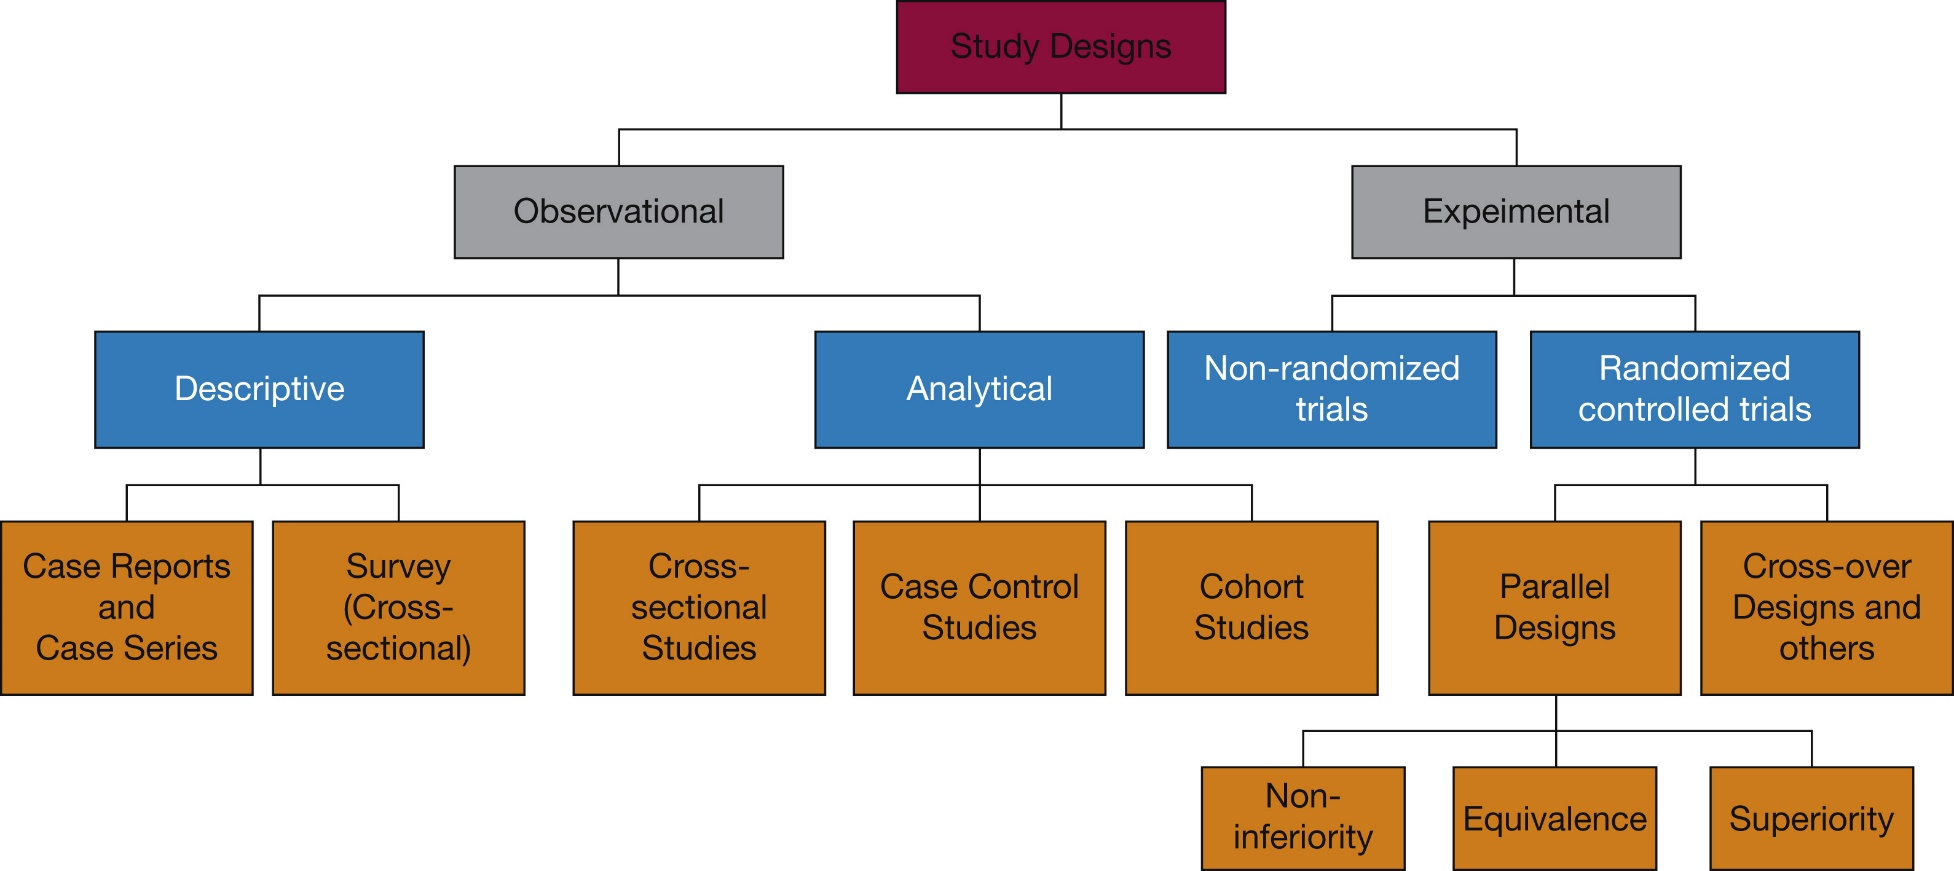 Study Designs
Observational
Expeimental
Descriptive
Analytical
Non-randomized
trials
Randomized
controlled trials
Case Reports
and
Case Series
Survey
(Cross-
sectional)
Cross-
sectional
Studies
Case Control
Studies
Cohort
Studies
Parallel
Designs
Cross-over
Designs and
others
Non-
inferiority
Equivalence
Superiority